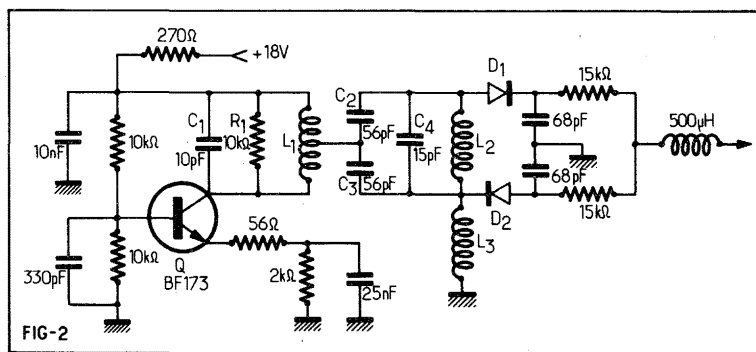 270Ω
+18V
D1
15kΩ
C2
C1
R1
10kΩ
10kΩ
10pF
L1
56pF
C4
15pF
L2
68pF
500µH
10nF
C3
56pF
68pF
D2
15kΩ
10kΩ
56Ω
L3
330pF
Q
BF173
2kΩ
25nF
FIG-2